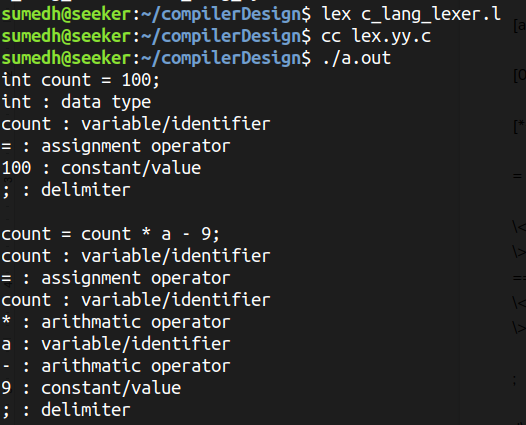 sumedh@seeker:~/compilerDesign$ lex c_lang_lexer.l
sumedh@seeker:~/compilerDesign$ cc lex.yy.c
sumedh@seeker:~/compilerDesign$ ./a.out
int count = 100;
int : data type
count : variable/identifier
= : assignment operator
100 : constant/value
; : delimiter
count = count * a - 9;
count : variable/identifier
= : assignment operator
count : variable/identifier
* : arithmatic operator
a : variable/identifier
- : arithmatic operator
9 : constant/value
; : delimiter